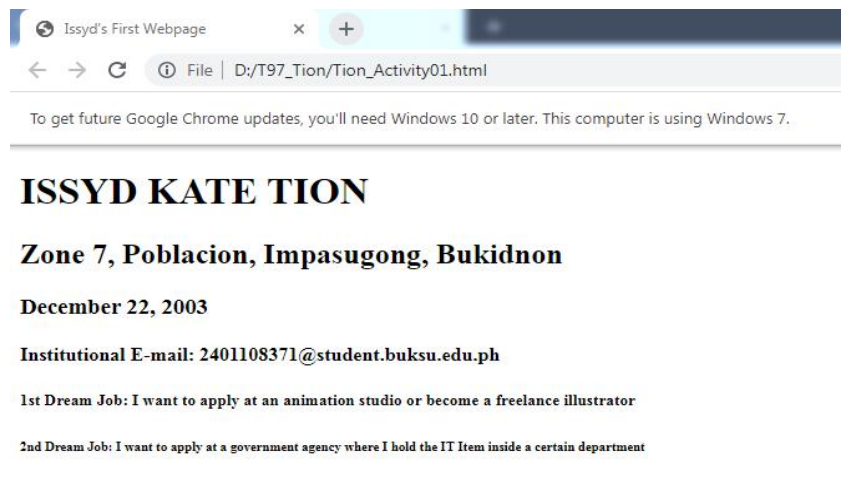 Issyd's First Webpage
File | D:/T97_Tion/Tion_Activity01.html
To get future Google Chrome updates, you'll need Windows 10 or later. This computer is using Windows 7.
ISSYD KATE TION
Zone 7, Poblacion, Impasugong, Bukidnon
December 22, 2003
Institutional E-mail: 2401108371@student.buksu.edu.ph
1st Dream Job: I want to apply at an animation studio or become a freelance illustrator
2nd Dream Job: I want to apply at a government agency where I hold the IT Item inside a certain department